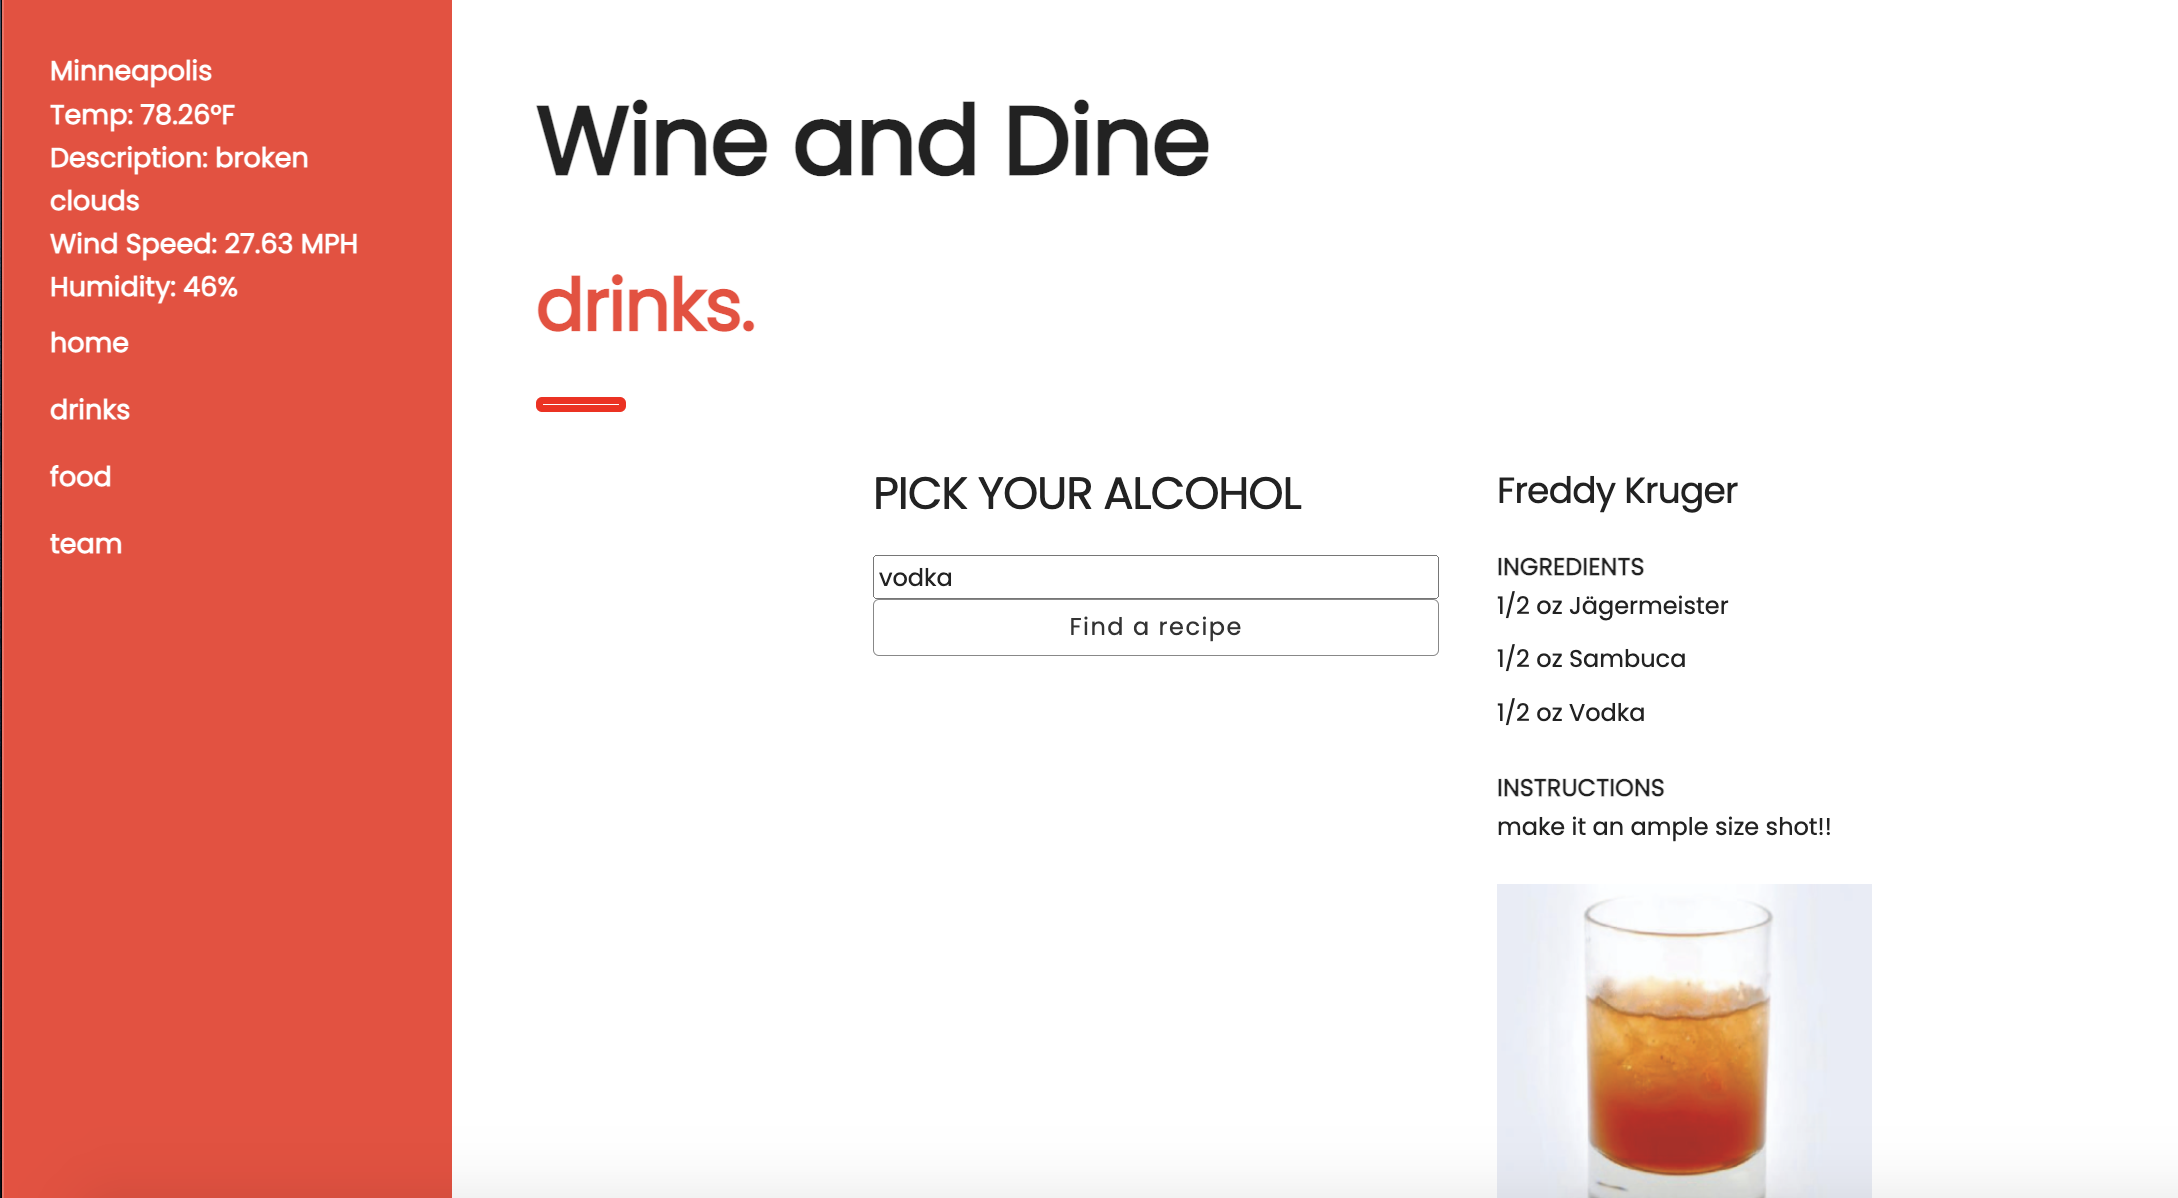 Minneapolis
Temp: 78.26°F
Description: broken
clouds
Wind Speed: 27.63 MPH
Humidity: 46%
home
drinks
food
team
Wine and Dine
drinks.
PICK YOUR ALCOHOL
vodka
Find a recipe
Freddy Kruger
INGREDIENTS
1/2 oz Jägermeister
1/2 oz Sambuca
1/2 oz Vodka
INSTRUCTIONS
make it an ample size shot!!